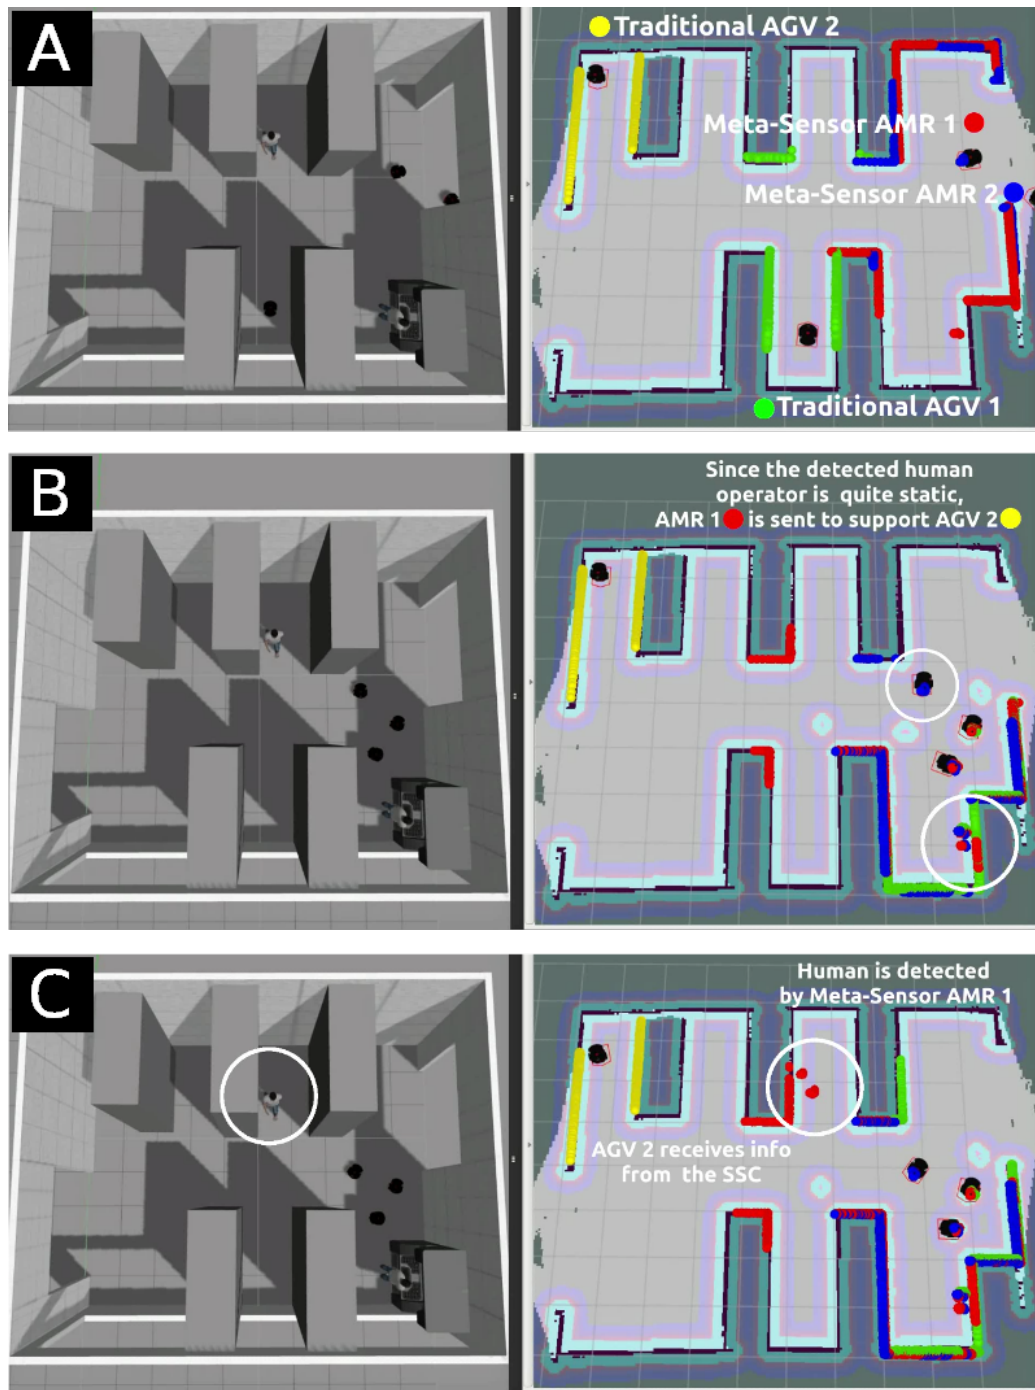 A
Traditional AGV 2
Meta-Sensor AMR 1
Meta-Sensor AMR 2
Traditional AGV 1
B
Since the detected human
operator is quite static,
AMR 1 is sent to support AGV 2
C
Human is detected
by Meta-Sensor AMR 1
AGV 2 receives info
from the SSC